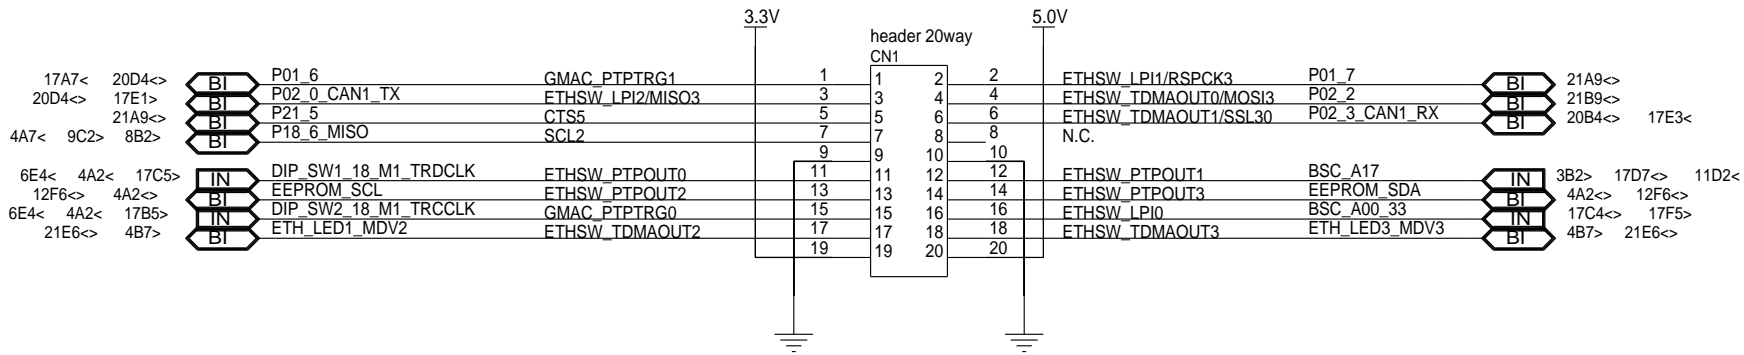 3.3V 5.0V
header 20way
CN1
17A7< 20D4<> BI P01_6 GMAC_PTPTRG1 1 1 2 2 ETHSW_LPI1/RSPCK3 P01_7 BI 21A9<>
20D4<> 17E1> BI P02_0_CAN1_TX ETHSW_LPI2/MISO3 3 3 4 4 ETHSW_TDMAOUT0/MOSI3 P02_2 BI 21B9<>
21A9<> BI P21_5 CTS5 5 5 6 6 ETHSW_TDMAOUT1/SSL30 P02_3_CAN1_RX BI 20B4<> 17E3<
4A7< 9C2> 8B2> BI P18_6_MISO SCL2 7 7 8 8 N.C.
9 9 10 10
6E4< 4A2< 17C5> IN DIP_SW1_18_M1_TRDCLK ETHSW_PTPOUT0 11 11 12 12 ETHSW_PTPOUT1 BSC_A17 IN 3B2> 17D7<> 11D2<
12F6<> 4A2<> BI EEPROM_SCL ETHSW_PTPOUT2 13 13 14 14 ETHSW_PTPOUT3 EEPROM_SDA BI 4A2<> 12F6<>
6E4< 4A2< 17B5> IN DIP_SW2_18_M1_TRCCLK GMAC_PTPTRG0 15 15 16 16 ETHSW_LPI0 BSC_A00_33 IN 17C4<> 17F5>
21E6<> 4B7> BI ETH_LED1_MDV2 ETHSW_TDMAOUT2 17 17 18 18 ETHSW_TDMAOUT3 ETH_LED3_MDV3 BI 4B7> 21E6<>
19 19 20 20